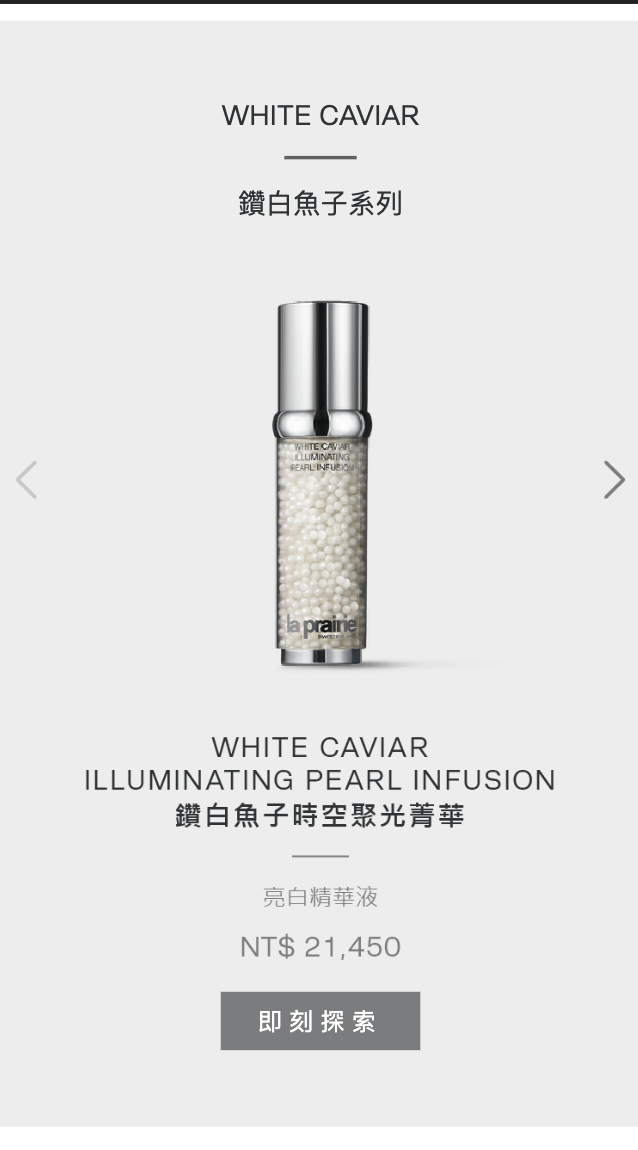 WHITE CAVIAR
鑽白魚子系列
WHITE CAVIAR
ILLUMINATING
PEARL INFUSION
la prairie
WHITE CAVIAR
ILLUMINATING PEARL INFUSION
鑽白魚子時空聚光菁華
亮白精華液
NT$ 21,450
即刻探索